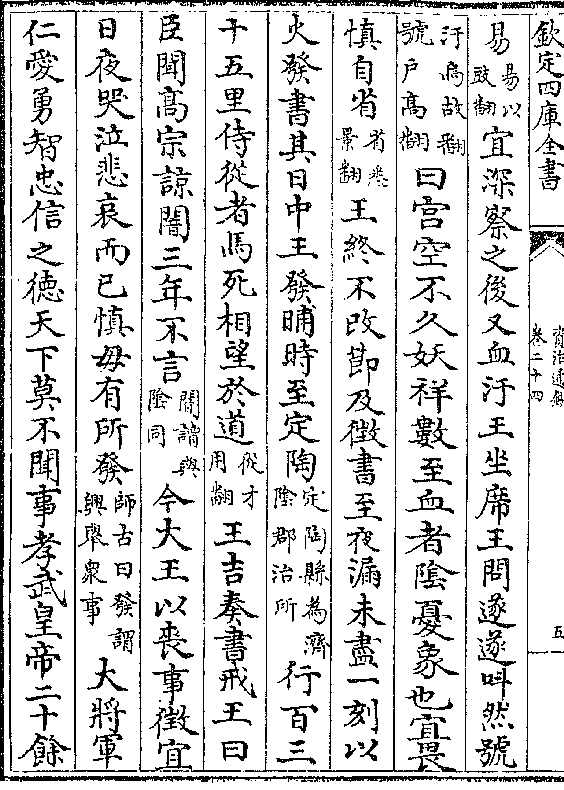 欽定四庫全書
資治通鑑
卷二十四
五
易易以豉翻宜深察之後又血汙王坐席王問遂遂叫然號
汙烏故翻號户髙翻曰宫空不久妖祥數至血者隂憂象也宜畏
慎自省省悉景翻王終不改節及徴書至夜漏未盡一刻以
火發書其日中王發晡時至定陶定陶縣為濟隂郡治所行百三
十五里侍從者馬死相望於道從才用翻王吉奏書戒王曰
臣聞髙宗諒闇三年不言闇讀與隂同今大王以喪事徴宜
日夜哭泣悲哀而已慎毋有所發師古曰發謂興舉衆事大將軍
仁愛勇智忠信之徳天下莫不聞事孝武皇帝二十餘